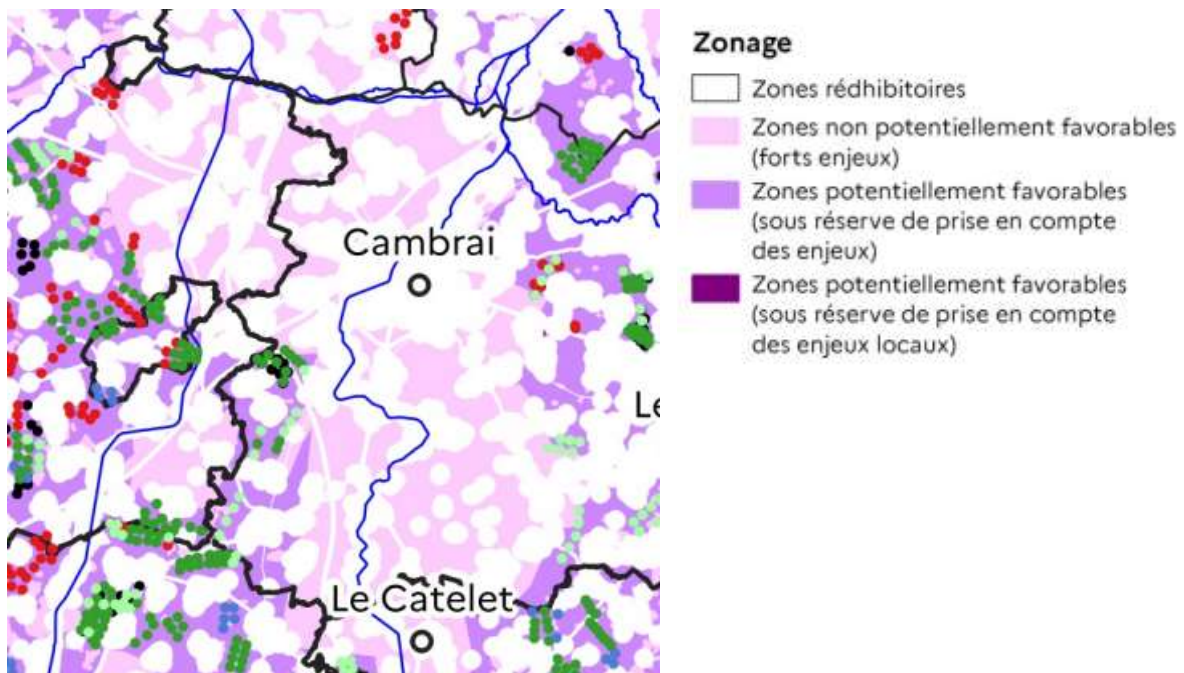 Cambrai
Le
Le Catelet
Zonage
Zones rédhibitoires
Zones non potentiellement favorables
(forts enjeux)
Zones potentiellement favorables
(sous réserve de prise en compte
des enjeux)
Zones potentiellement favorables
(sous réserve de prise en compte
des enjeux locaux)